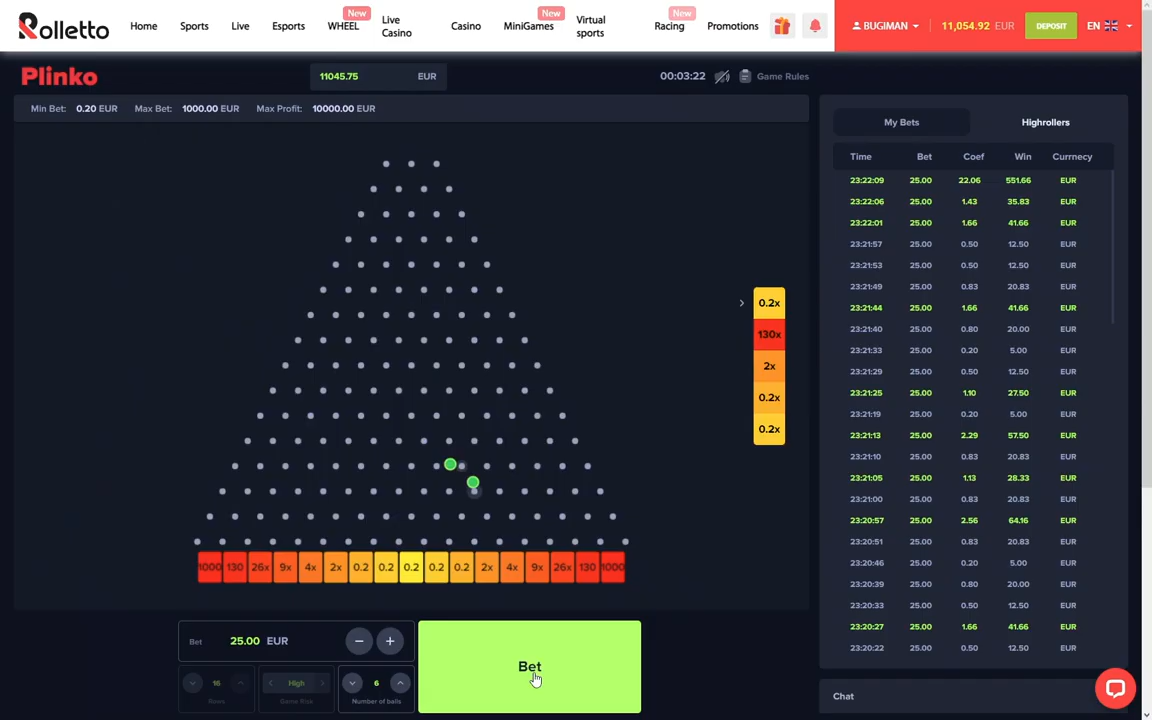 Rolletto
Home Sports Live Esports New WHEEL Live Casino Casino New MiniGames Virtual sports New Racing Promotions BUGIMAN 11,054.92 EUR DEPOSIT EN
Plinko 11045.75 EUR 00:03:22 Game Rules
Min Bet: 0.20 EUR Max Bet: 1000.00 EUR Max Profit: 10000.00 EUR
My Bets Highrollers
Time Bet Coef Win Currnecy
23:22:09 25.00 22.06 551.66 EUR
23:22:06 25.00 1.43 35.83 EUR
23:22:01 25.00 1.66 41.66 EUR
23:21:57 25.00 0.50 12.50 EUR
23:21:53 25.00 0.50 12.50 EUR
23:21:49 25.00 0.83 20.83 EUR
23:21:44 25.00 1.66 41.66 EUR
23:21:40 25.00 0.80 20.00 EUR
23:21:33 25.00 0.20 5.00 EUR
23:21:29 25.00 0.50 12.50 EUR
23:21:25 25.00 1.10 27.50 EUR
23:21:19 25.00 0.20 5.00 EUR
23:21:13 25.00 2.29 57.50 EUR
23:21:10 25.00 0.83 20.83 EUR
23:21:05 25.00 1.13 28.33 EUR
23:21:00 25.00 0.83 20.83 EUR
23:20:57 25.00 2.56 64.16 EUR
23:20:51 25.00 0.83 20.83 EUR
23:20:46 25.00 0.20 5.00 EUR
23:20:39 25.00 0.80 20.00 EUR
23:20:33 25.00 0.50 12.50 EUR
23:20:27 25.00 1.66 41.66 EUR
23:20:22 25.00 0.50 12.50 EUR
0.2x
130x
2x
0.2x
0.2x
1000 130 26x 9x 4x 2x 0.2 0.2 0.2 0.2 0.2 2x 4x 9x 26x 130 1000
Bet 25.00 EUR − +
Bet
16 High 6
Rows Game Risk Number of balls
Chat